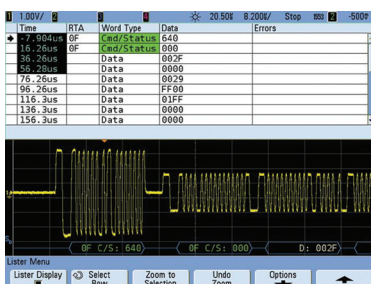 1 1.00V/ 2 3 4 20.50% 8.200%/ Stop 2 -500%
Time RTA Word Type Data Errors
-7.904us 0F Cmd/Status 640
16.26us 0F Cmd/Status 000
36.26us Data 002F
56.28us Data 0000
76.26us Data 0029
96.26us Data FF00
116.3us Data 01FF
136.3us Data 0000
156.3us Data 0000
0F C/S: 640 0F C/S: 000 D: 002F
Lister Menu
Lister Display Select Zoom to Undo Options
Row Selection Zoom